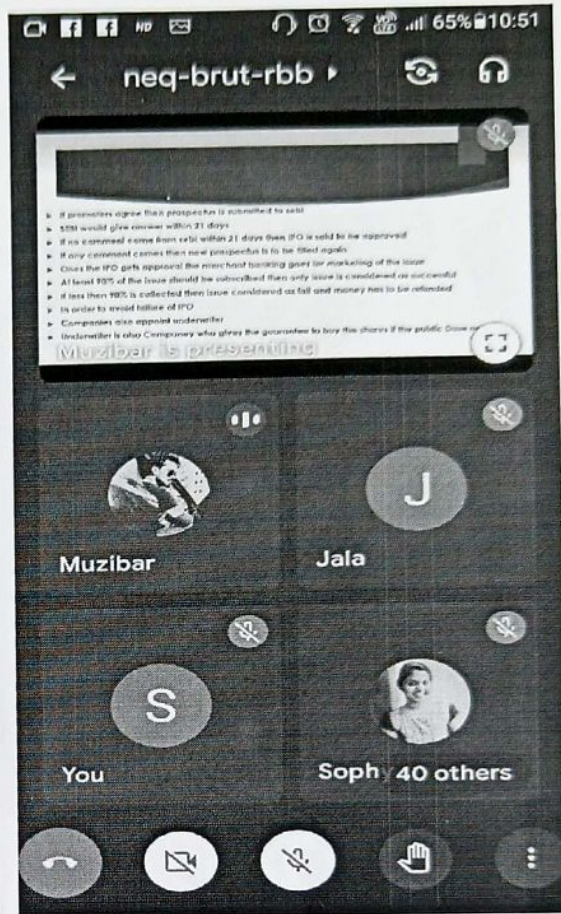 HD
65% 10:51
neq-brut-rbb
If promoters agree then prospectus is submitted to sebi
SEBI would give answer within 21 days
If no comment come from sebi within 21 days then IPO is said to be approved
If any comment comes then new prospectus is to be filled again
Ones the IPO gets approval the merchant banking goes for marketing of the issue
At least 90% of the issue should be subscribed then only issue is considered as successful
If less then 90% is collected then issue considered as fail and money has to be refunded
In order to avoid failure of IPO
Companies also appoint underwriter
Underwriter is also Company who gives the guarantee to buy the shares if the public
Muzibar is presenting
Muzibar
J
Jala
S
You
Soph 40 others